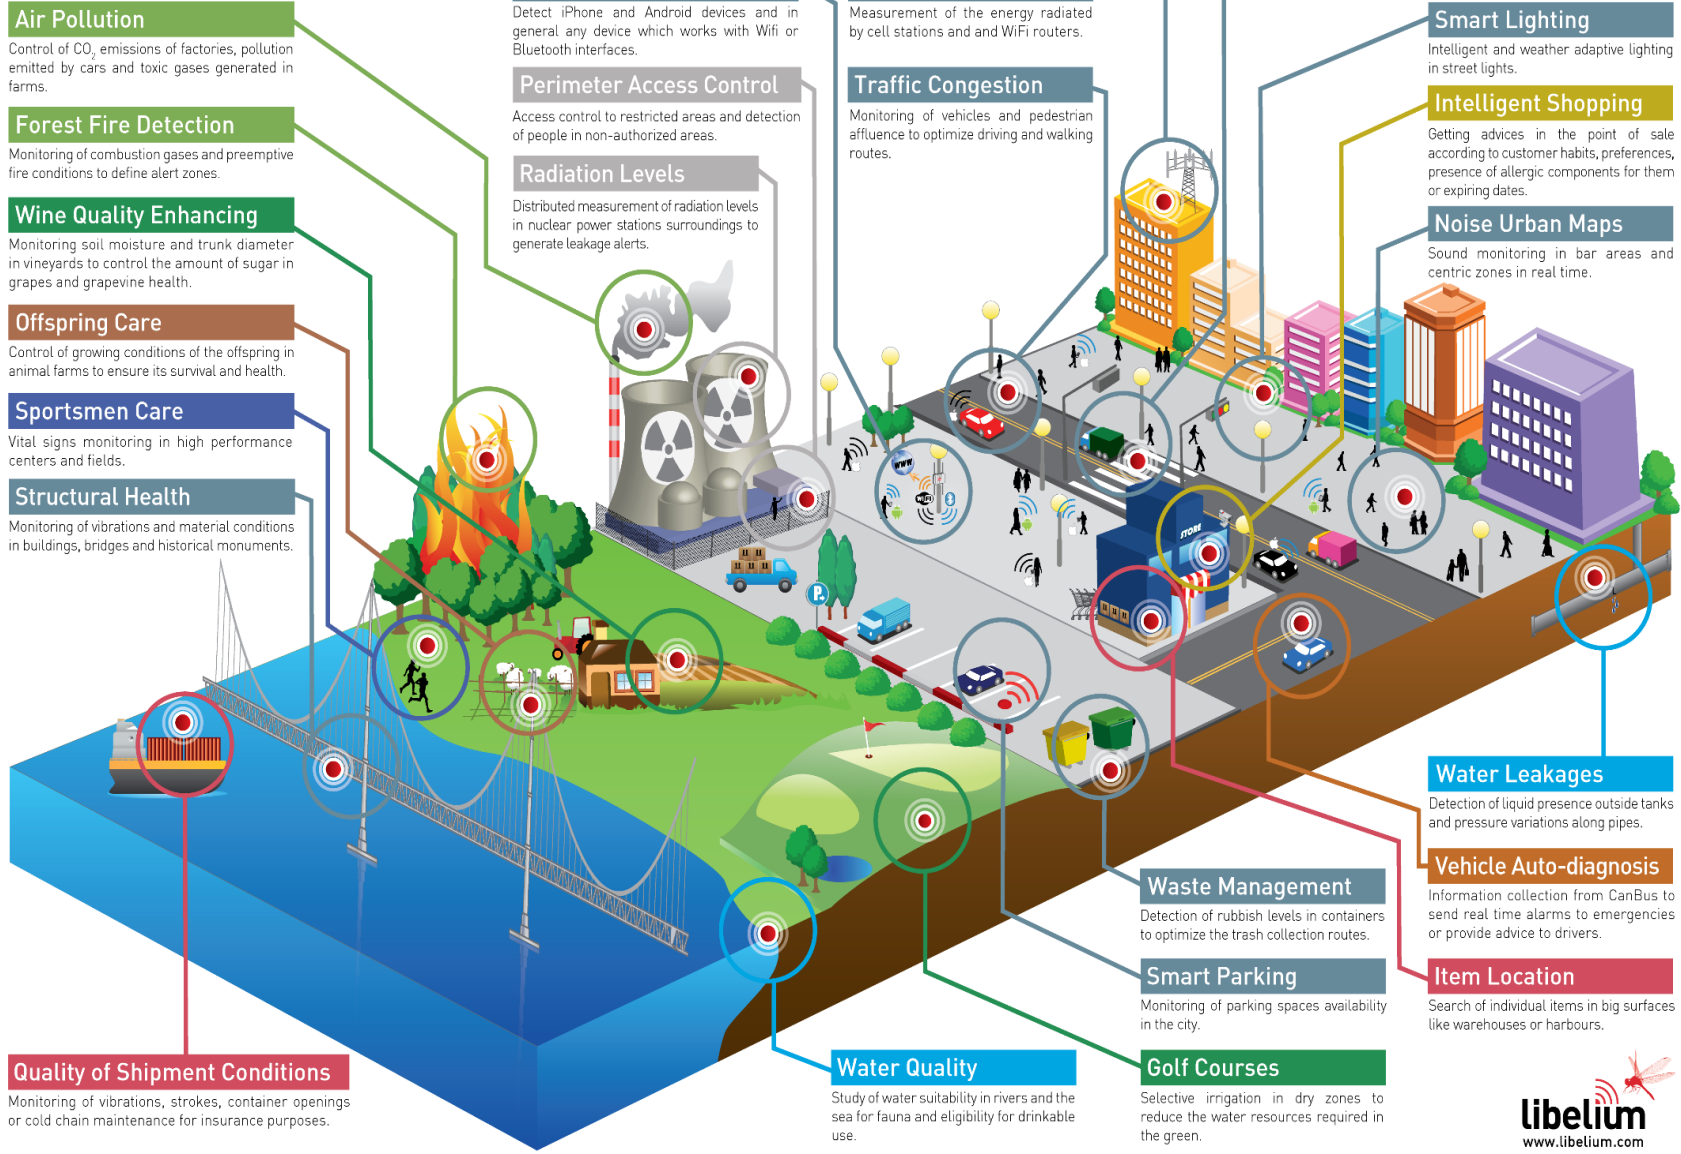 Air Pollution
Control of CO2 emissions of factories, pollution
emitted by cars and toxic gases generated in
farms.
Forest Fire Detection
Monitoring of combustion gases and preemptive
fire conditions to define alert zones.
Wine Quality Enhancing
Monitoring soil moisture and trunk diameter
in vineyards to control the amount of sugar in
grapes and grapevine health.
Offspring Care
Control of growing conditions of the offspring in
animal farms to ensure its survival and health.
Sportsmen Care
Vital signs monitoring in high performance
centers and fields.
Structural Health
Monitoring of vibrations and material conditions
in buildings, bridges and historical monuments.
Quality of Shipment Conditions
Monitoring of vibrations, strokes, container openings
or cold chain maintenance for insurance purposes.
Detect iPhone and Android devices and in
general any device which works with Wifi or
Bluetooth interfaces.
Perimeter Access Control
Access control to restricted areas and detection
of people in non-authorized areas.
Radiation Levels
Distributed measurement of radiation levels
in nuclear power stations surroundings to
generate leakage alerts.
Measurement of the energy radiated
by cell stations and and WiFi routers.
Traffic Congestion
Monitoring of vehicles and pedestrian
affluence to optimize driving and walking
routes.
Smart Lighting
Intelligent and weather adaptive lighting
in street lights.
Intelligent Shopping
Getting advices in the point of sale
according to customer habits, preferences,
presence of allergic components for them
or expiring dates.
Noise Urban Maps
Sound monitoring in bar areas and
centric zones in real time.
www
WiFi
STORE
P
Water Leakages
Detection of liquid presence outside tanks
and pressure variations along pipes.
Vehicle Auto-diagnosis
Information collection from CanBus to
send real time alarms to emergencies
or provide advice to drivers.
Item Location
Search of individual items in big surfaces
like warehouses or harbours.
Waste Management
Detection of rubbish levels in containers
to optimize the trash collection routes.
Smart Parking
Monitoring of parking spaces availability
in the city.
Golf Courses
Selective irrigation in dry zones to
reduce the water resources required in
the green.
Water Quality
Study of water suitability in rivers and the
sea for fauna and eligibility for drinkable
use.
libelium
www.libelium.com